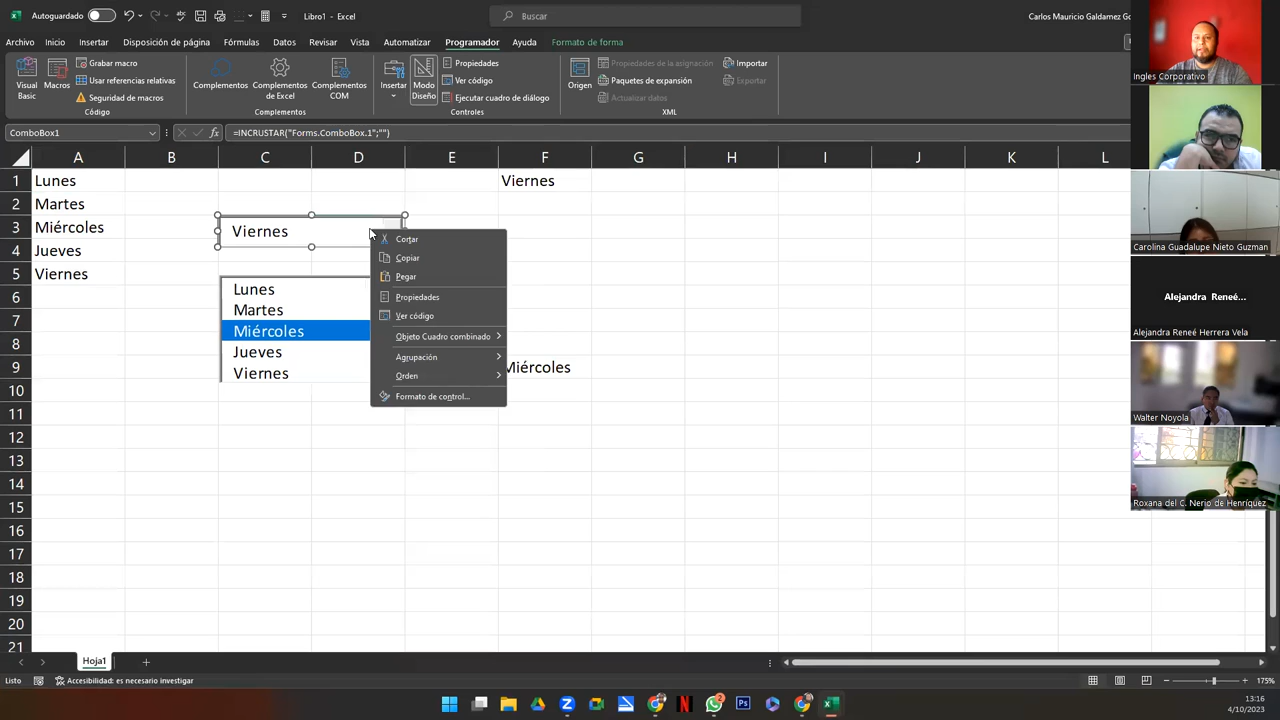 Autoguardado
Libro1 - Excel
Buscar
Carlos Mauricio Galdamez Go
Archivo Inicio Insertar Disposición de página Fórmulas Datos Revisar Vista Automatizar Programador Ayuda Formato de forma
Visual Basic
Macros
Grabar macro
Usar referencias relativas
Seguridad de macros
Código
Complementos
Complementos de Excel
Complementos COM
Complementos
Insertar
Modo Diseño
Propiedades
Ver código
Ejecutar cuadro de diálogo
Controles
Origen
Propiedades de la asignación
Paquetes de expansión
Actualizar datos
Importar
Exportar
XML
ComboBox1
fx
=INCRUSTAR("Forms.ComboBox.1";"")
A B C D E F G H I J K L
1 Lunes Viernes
2 Martes
3 Miércoles Viernes
4 Jueves
5 Viernes
6
7
8
9 Miércoles
10
11
12
13
14
15
16
17
18
19
20
21
Lunes
Martes
Miércoles
Jueves
Viernes
Cortar
Copiar
Pegar
Propiedades
Ver código
Objeto Cuadro combinado
Agrupación
Orden
Formato de control...
Ingles Corporativo
Carolina Guadalupe Nieto Guzman
Alejandra Reneé...
Alejandra Reneé Herrera Vela
Walter Noyola
Roxana del C. Nerio de Henríquez
Hoja1
Listo
Accesibilidad: es necesario investigar
175%
2
13:16
4/10/2023